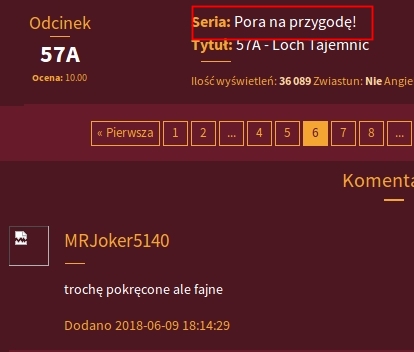 Odcinek
57A
Ocena: 10.00
Seria: Pora na przygodę!
Tytuł: 57A - Loch Tajemnic
Ilość wyświetleń: 36 089 Zwiastun: Nie Angie
« Pierwsza 1 2 ... 4 5 6 7 8 ...
Komenta
MRJoker5140
trochę pokręcone ale fajne
Dodano 2018-06-09 18:14:29